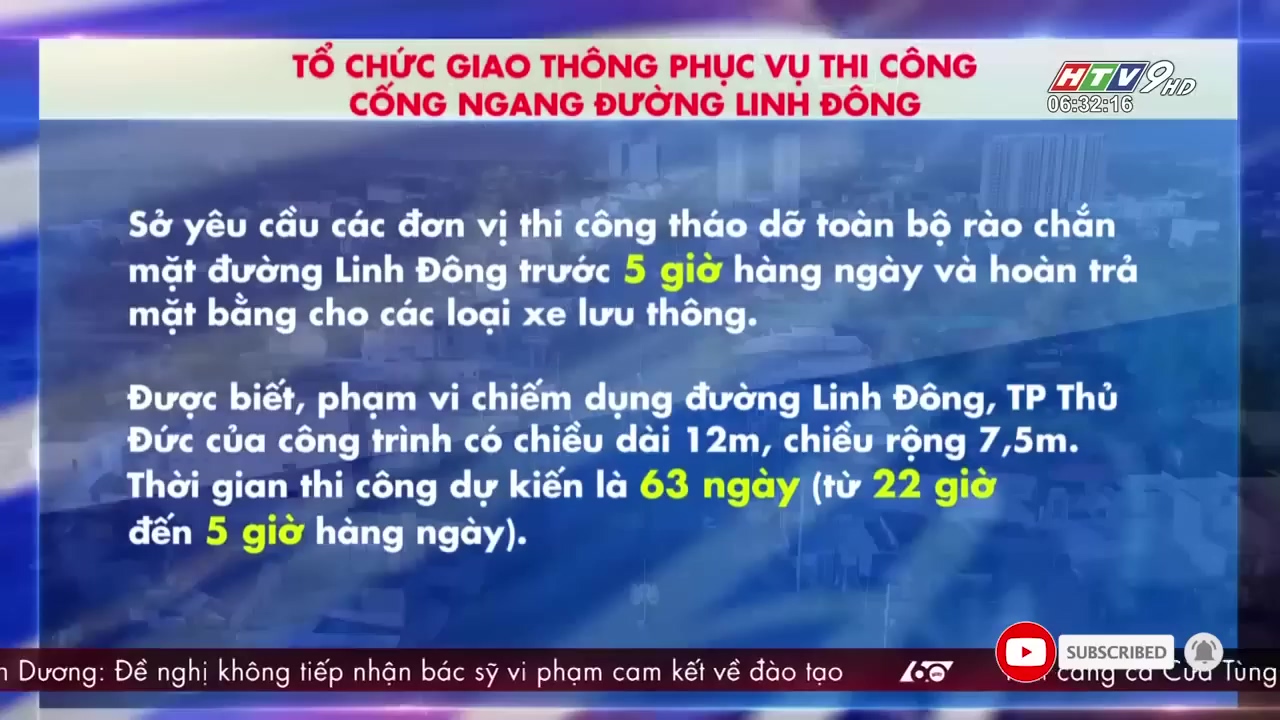 TỔ CHỨC GIAO THÔNG PHỤC VỤ THI CÔNG
CỐNG NGANG ĐƯỜNG LINH ĐÔNG
HTV9 HD
06:32:16
Sở yêu cầu các đơn vị thi công tháo dỡ toàn bộ rào chắn
mặt đường Linh Đông trước 5 giờ hàng ngày và hoàn trả
mặt bằng cho các loại xe lưu thông.
Được biết, phạm vi chiếm dụng đường Linh Đông, TP Thủ
Đức của công trình có chiều dài 12m, chiều rộng 7,5m.
Thời gian thi công dự kiến là 63 ngày (từ 22 giờ
đến 5 giờ hàng ngày).
SUBSCRIBED
Dương: Đề nghị không tiếp nhận bác sỹ vi phạm cam kết về đào tạo
cảng cá Cửa Tùng